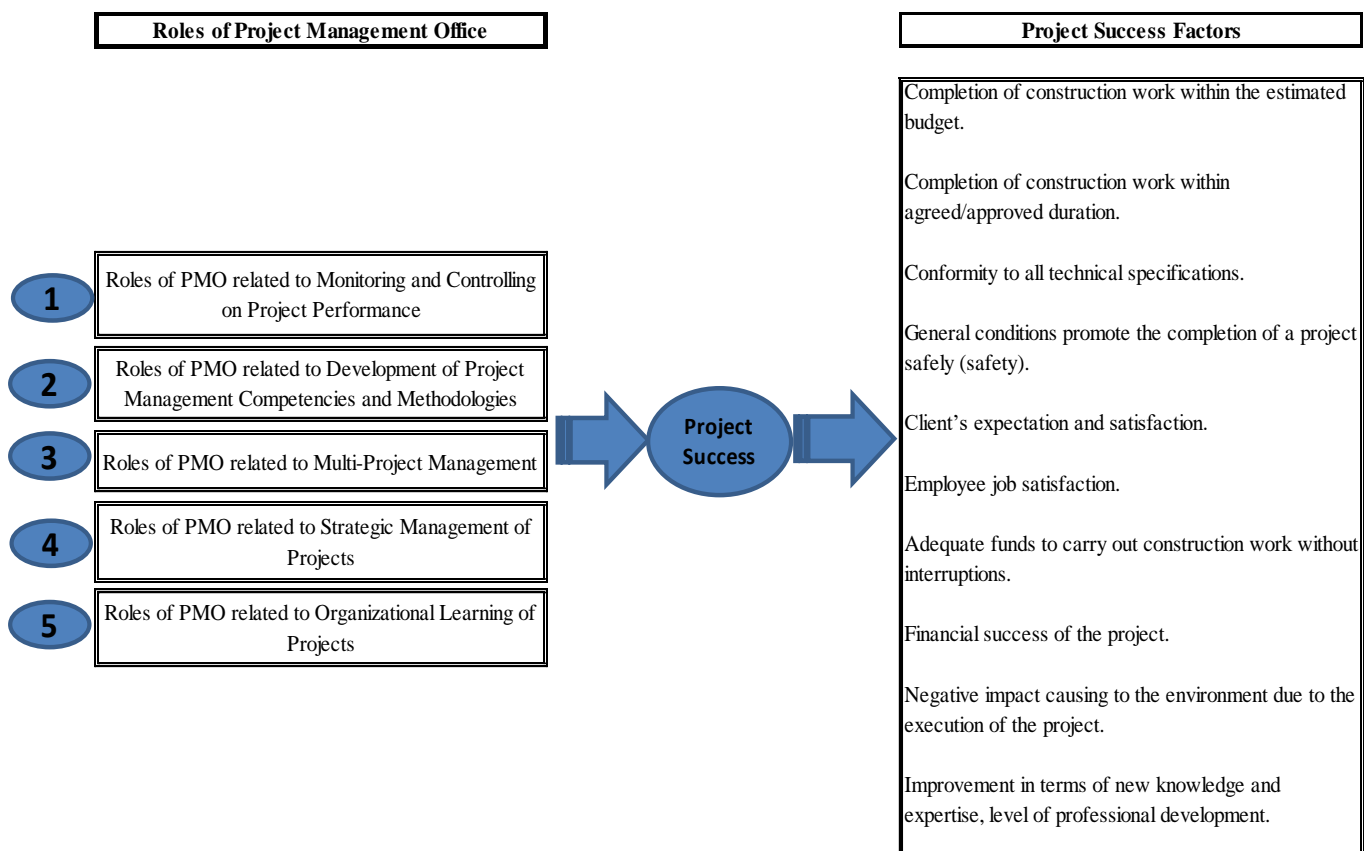 Roles of Project Management Office
1
Roles of PMO related to Monitoring and Controlling
on Project Performance
2
Roles of PMO related to Development of Project
Management Competencies and Methodologies
3
Roles of PMO related to Multi-Project Management
4
Roles of PMO related to Strategic Management of
Projects
5
Roles of PMO related to Organizational Learning of
Projects
Project
Success
Project Success Factors
Completion of construction work within the estimated
budget.
Completion of construction work within
agreed/approved duration.
Conformity to all technical specifications.
General conditions promote the completion of a project
safely (safety).
Client’s expectation and satisfaction.
Employee job satisfaction.
Adequate funds to carry out construction work without
interruptions.
Financial success of the project.
Negative impact causing to the environment due to the
execution of the project.
Improvement in terms of new knowledge and
expertise, level of professional development.